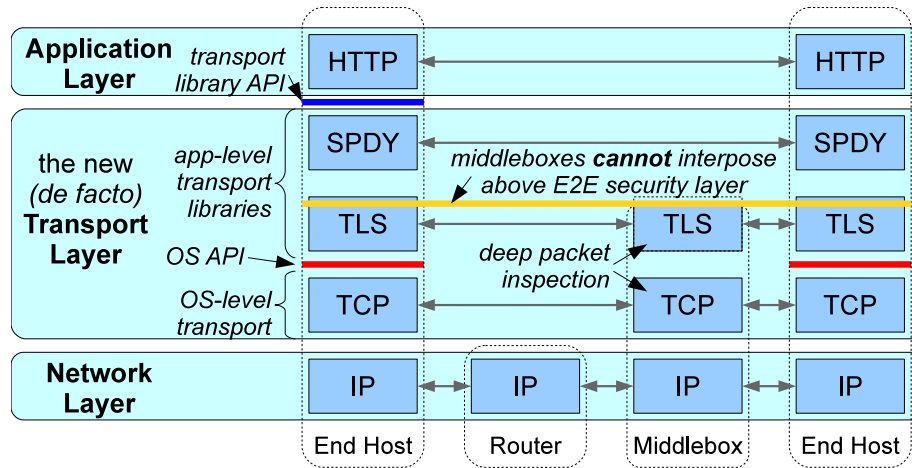 Application
Layer
transport
library API
HTTP
HTTP
the new
(de facto)
Transport
Layer
app-level
transport
libraries
SPDY
SPDY
middleboxes cannot interpose
above E2E security layer
TLS
TLS
TLS
OS API
deep packet
inspection
OS-level
transport
TCP
TCP
TCP
Network
Layer
IP
IP
IP
IP
End Host
Router
Middlebox
End Host